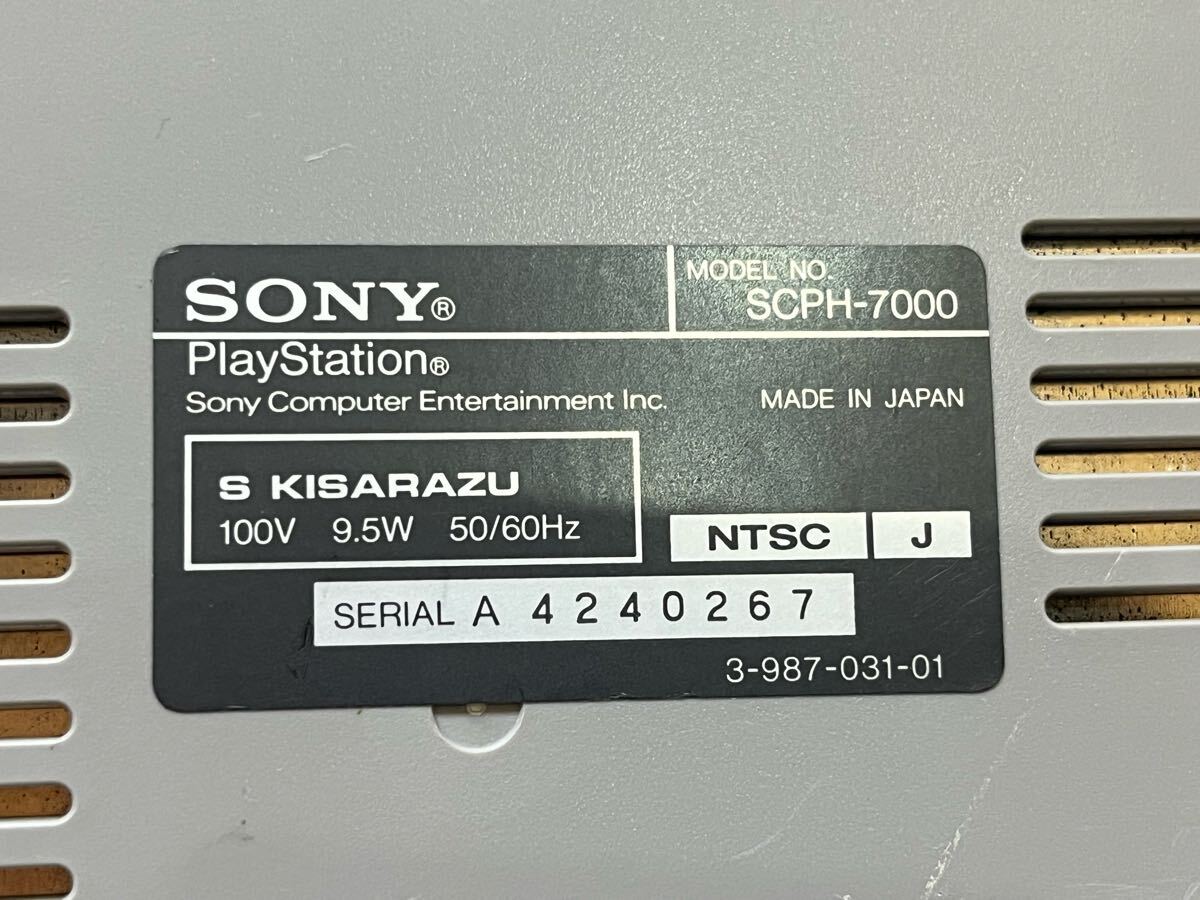 SONY®
MODEL NO.
SCPH-7000
PlayStation®
Sony Computer Entertainment Inc.
MADE IN JAPAN
S KISARAZU
100V 9.5W 50/60Hz
NTSC J
SERIAL A 4240267
3-987-031-01